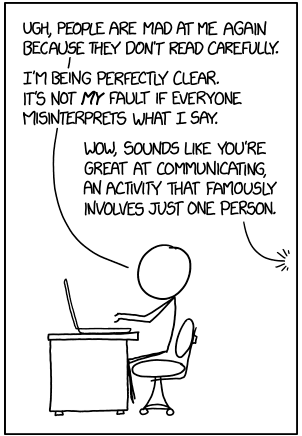 UGH, PEOPLE ARE MAD AT ME AGAIN
BECAUSE THEY DON'T READ CAREFULLY.
I'M BEING PERFECTLY CLEAR.
IT'S NOT MY FAULT IF EVERYONE
MISINTERPRETS WHAT I SAY.
WOW, SOUNDS LIKE YOU'RE
GREAT AT COMMUNICATING,
AN ACTIVITY THAT FAMOUSLY
INVOLVES JUST ONE PERSON.